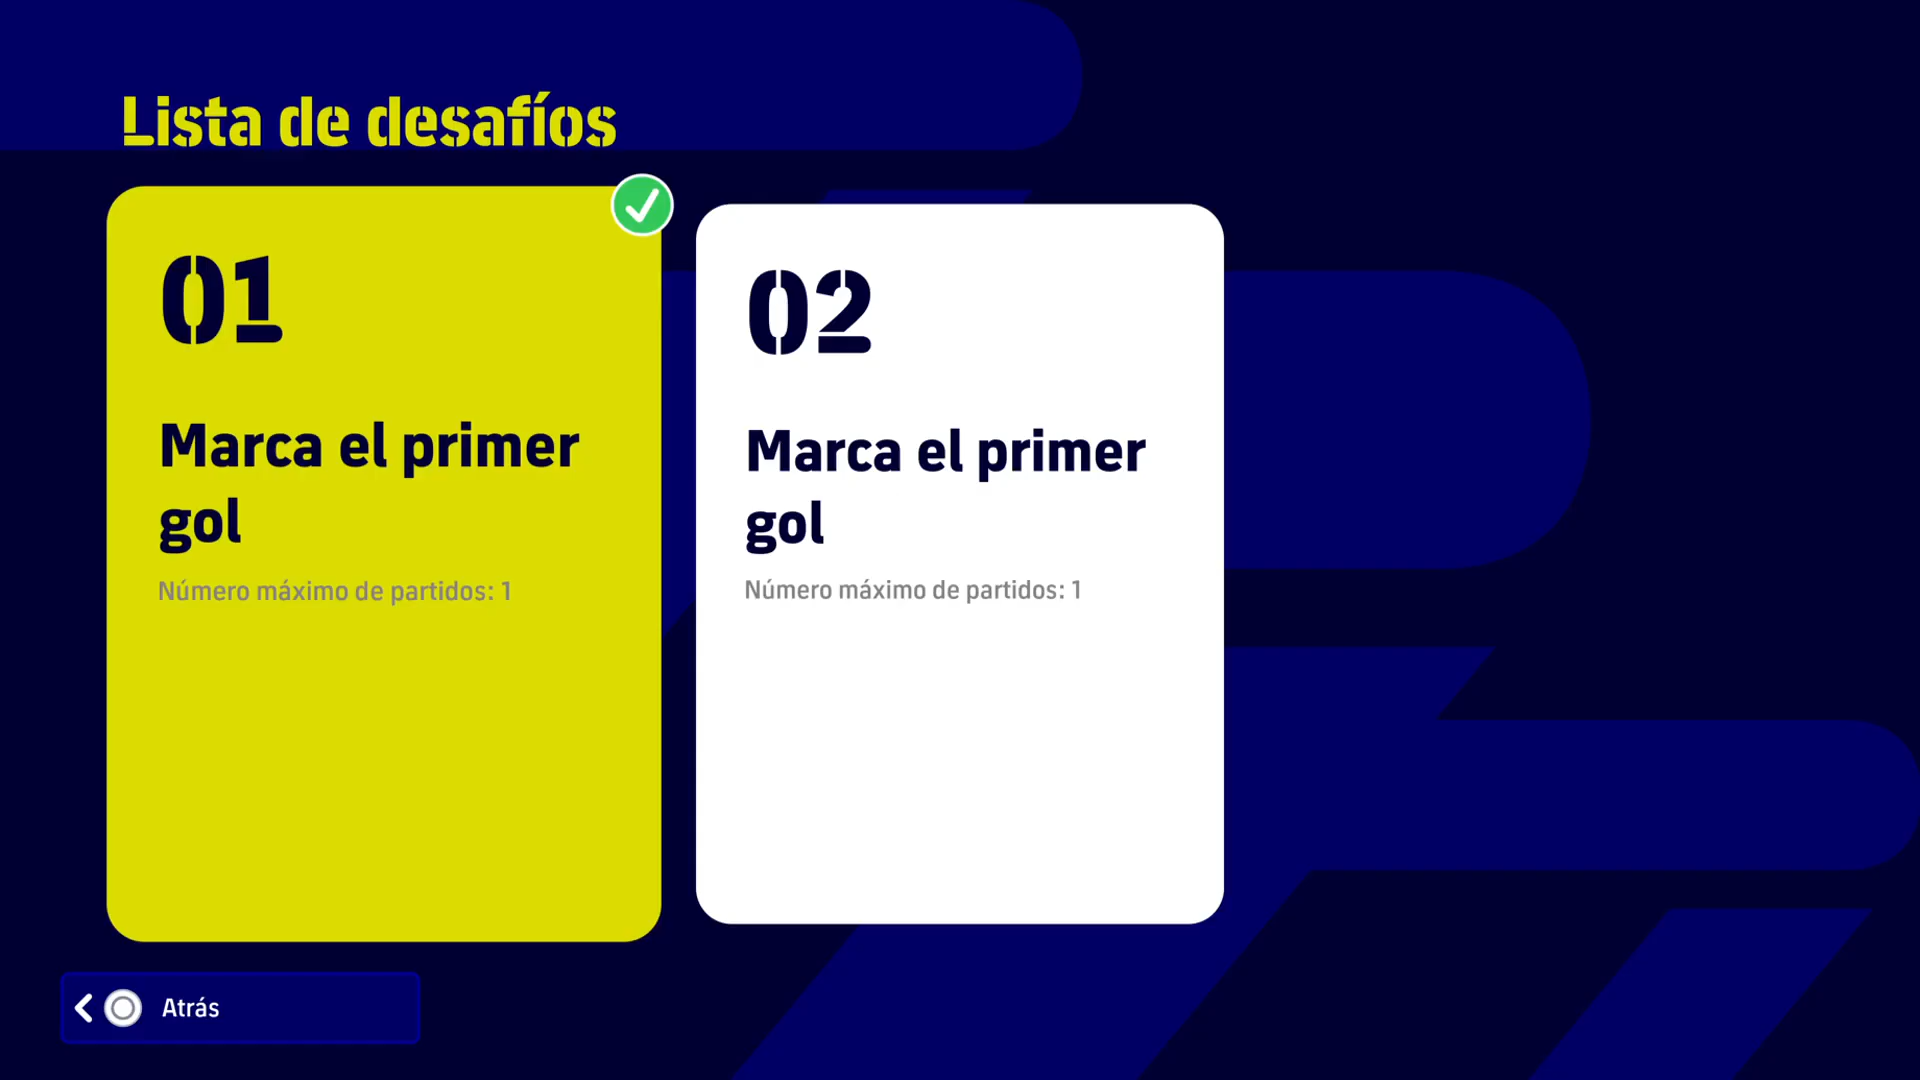 Lista de desafíos
01
Marca el primer
gol
Número máximo de partidos: 1
02
Marca el primer
gol
Número máximo de partidos: 1
Atrás